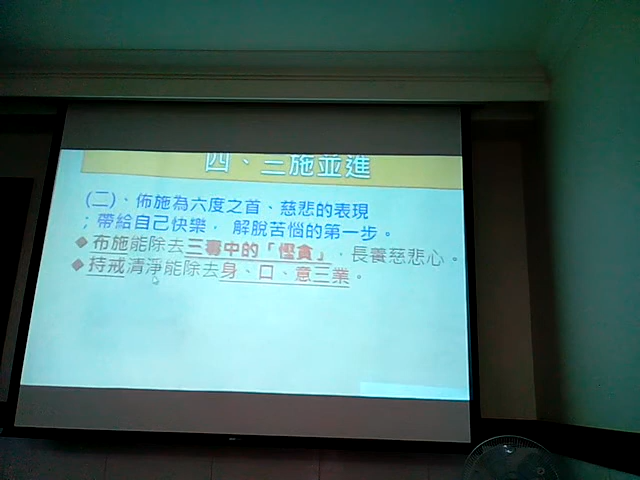 四、三施並進
(二)、佈施為六度之首、慈悲的表現
；帶給自己快樂， 解脫苦惱的第一步。
◆布施能除去三毒中的「慳貪」，長養慈悲心。
◆持戒清淨能除去身、口、意三業。